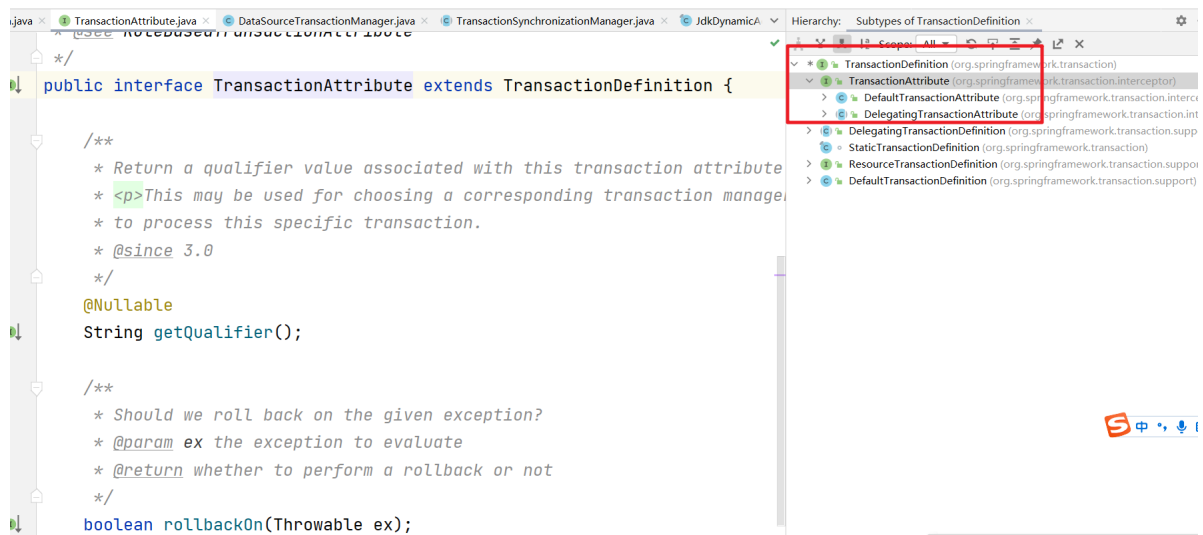 .java × TransactionAttribute.java × DataSourceTransactionManager.java × TransactionSynchronizationManager.java × JdkDynamicA
Hierarchy: Subtypes of TransactionDefinition ×
* @see RoleBasedTransactionAttribute
*/
public interface TransactionAttribute extends TransactionDefinition {
/**
* Return a qualifier value associated with this transaction attribute
* <p>This may be used for choosing a corresponding transaction manager
* to process this specific transaction.
* @since 3.0
*/
@Nullable
String getQualifier();
/**
* Should we roll back on the given exception?
* @param ex the exception to evaluate
* @return whether to perform a rollback or not
*/
boolean rollbackOn(Throwable ex);
Scope: All
* TransactionDefinition (org.springframework.transaction)
TransactionAttribute (org.springframework.transaction.interceptor)
DefaultTransactionAttribute (org.springframework.transaction.interce
DelegatingTransactionAttribute (org.springframework.transaction.int
DelegatingTransactionDefinition (org.springframework.transaction.supp
StaticTransactionDefinition (org.springframework.transaction)
ResourceTransactionDefinition (org.springframework.transaction.suppor
DefaultTransactionDefinition (org.springframework.transaction.support)
中